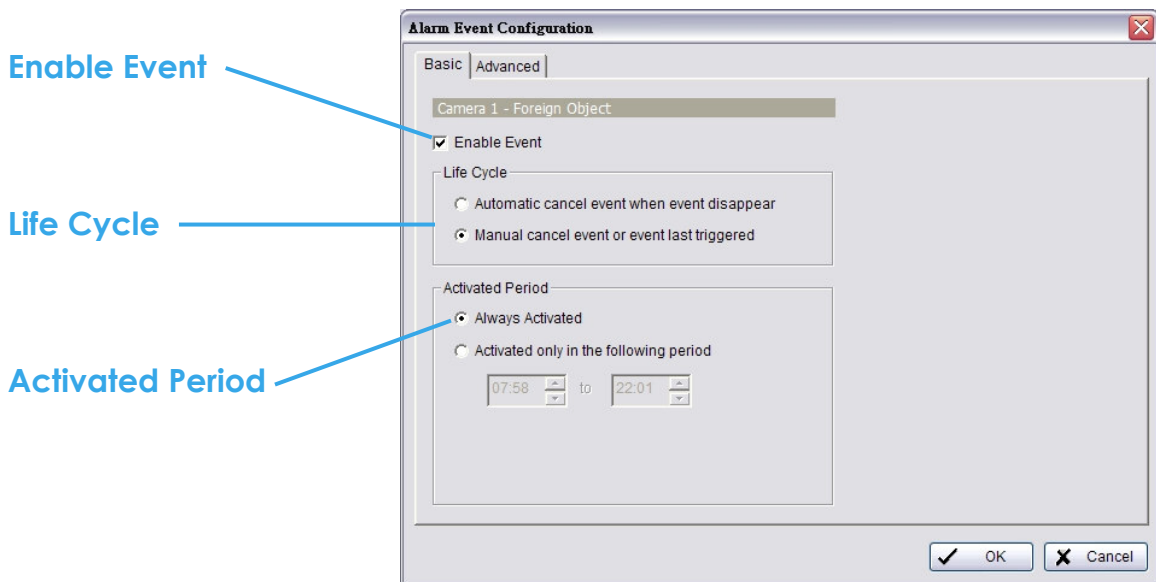 Alarm Event Configuration
Basic Advanced
Enable Event
Camera 1 - Foreign Object
Enable Event
Life Cycle
Automatic cancel event when event disappear
Life Cycle
Manual cancel event or event last triggered
Activated Period
Always Activated
Activated only in the following period
Activated Period
07:58 to 22:01
OK Cancel